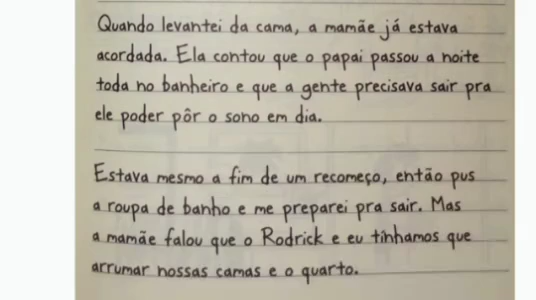 Quando levantei da cama, a mamãe já estava
acordada. Ela contou que o papai passou a noite
toda no banheiro e que a gente precisava sair pra
ele poder pôr o sono em dia.
Estava mesmo a fim de um recomeço, então pus
a roupa de banho e me preparei pra sair. Mas
a mamãe falou que o Rodrick e eu tínhamos que
arrumar nossas camas e o quarto.